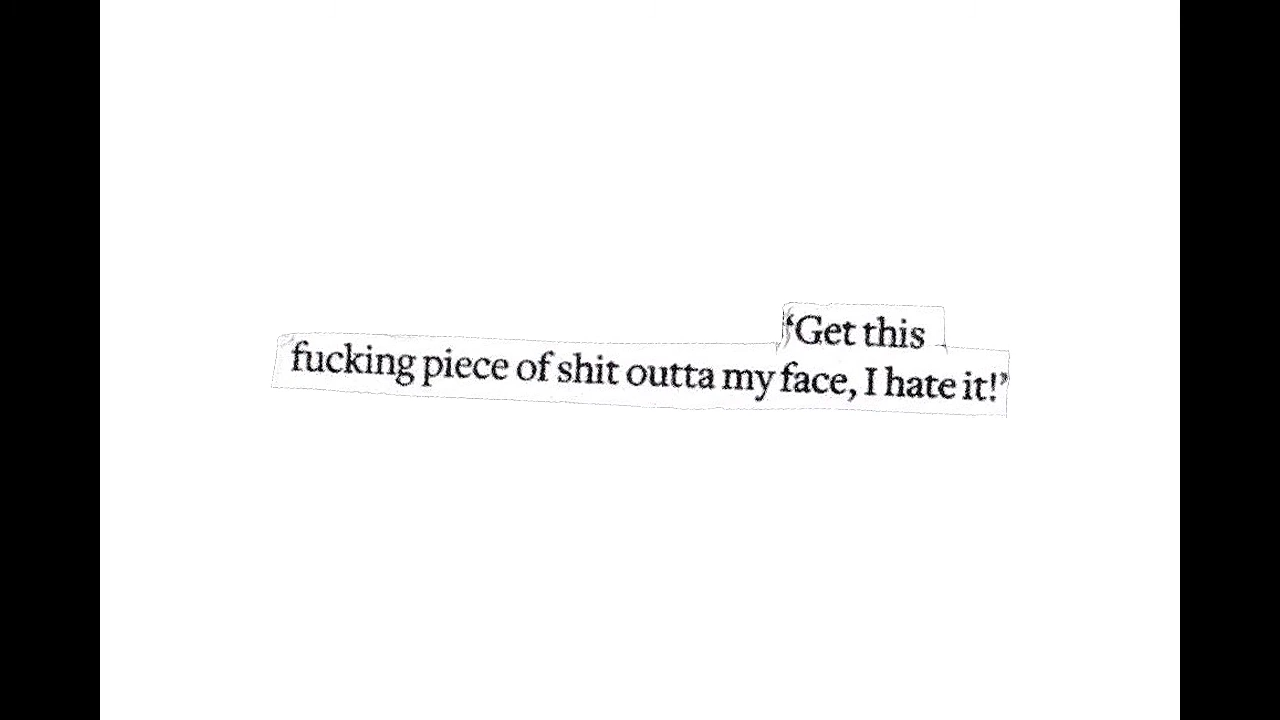 ‘Get this
fucking piece of shit outta my face, I hate it!’